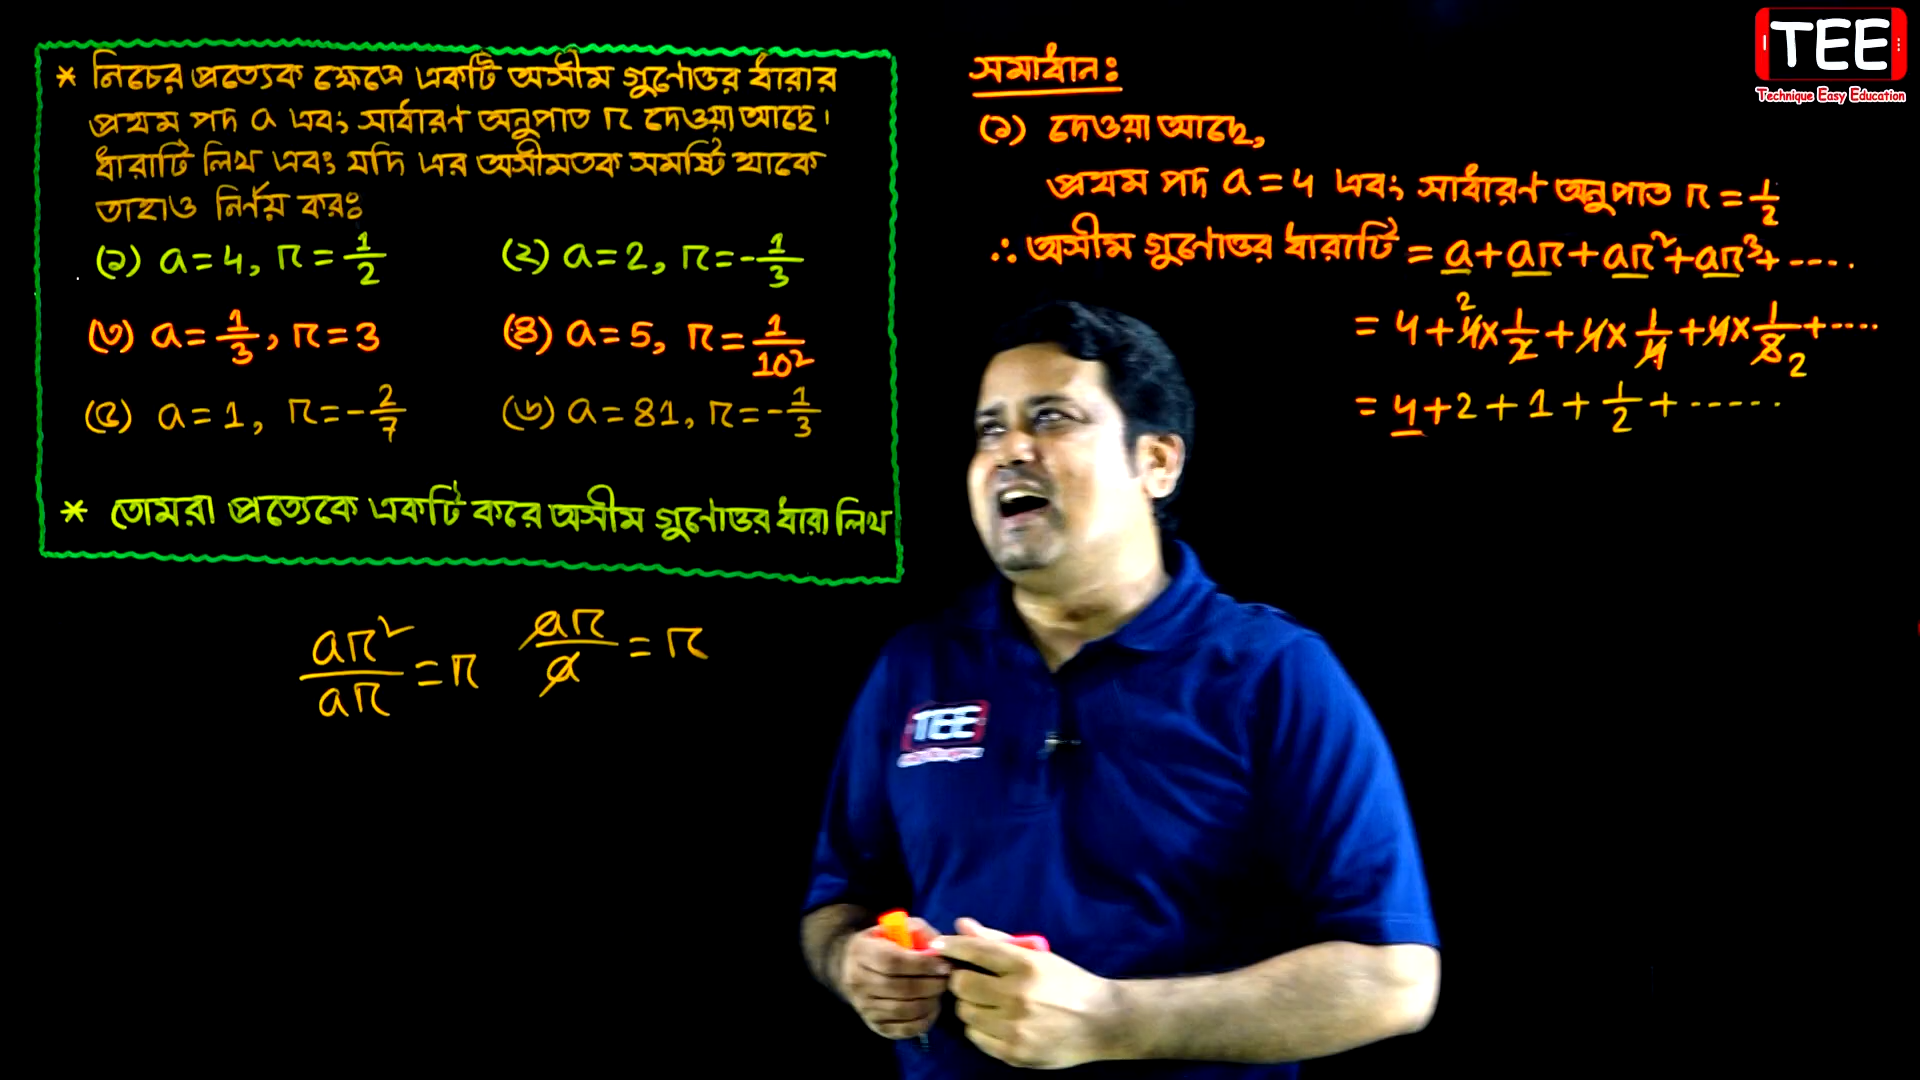 * নিচের প্রত্যেক ক্ষেত্রে একটি অসীম গুণোত্তর ধারার
প্রথম পদ a এবং সাধারণ অনুপাত r দেওয়া আছে।
ধারাটি লিখ এবং যদি এর অসীমতক সমষ্টি থাকে
তাহাও নির্ণয় করঃ
(১) a = 4, r = 1/2 (২) a = 2, r = -1/3
(৩) a = 1/3, r = 3 (৪) a = 5, r = 1/10²
(৫) a = 1, r = -2/7 (৬) a = 81, r = -1/3
* তোমরা প্রত্যেকে একটি করে অসীম গুণোত্তর ধারা লিখ
ar²/ar = r ar/a = r
সমাধানঃ
(১) দেওয়া আছে,
প্রথম পদ a = 4 এবং সাধারণ অনুপাত r = 1/2
∴ অসীম গুণোত্তর ধারাটি = a + ar + ar² + ar³ + ....
= 4 + 4² × 1/2 + 4 × 1/4 + 4 × 1/8 2 + ....
= 4 + 2 + 1 + 1/2 + .....
TEE
Technique Easy Education
TEE